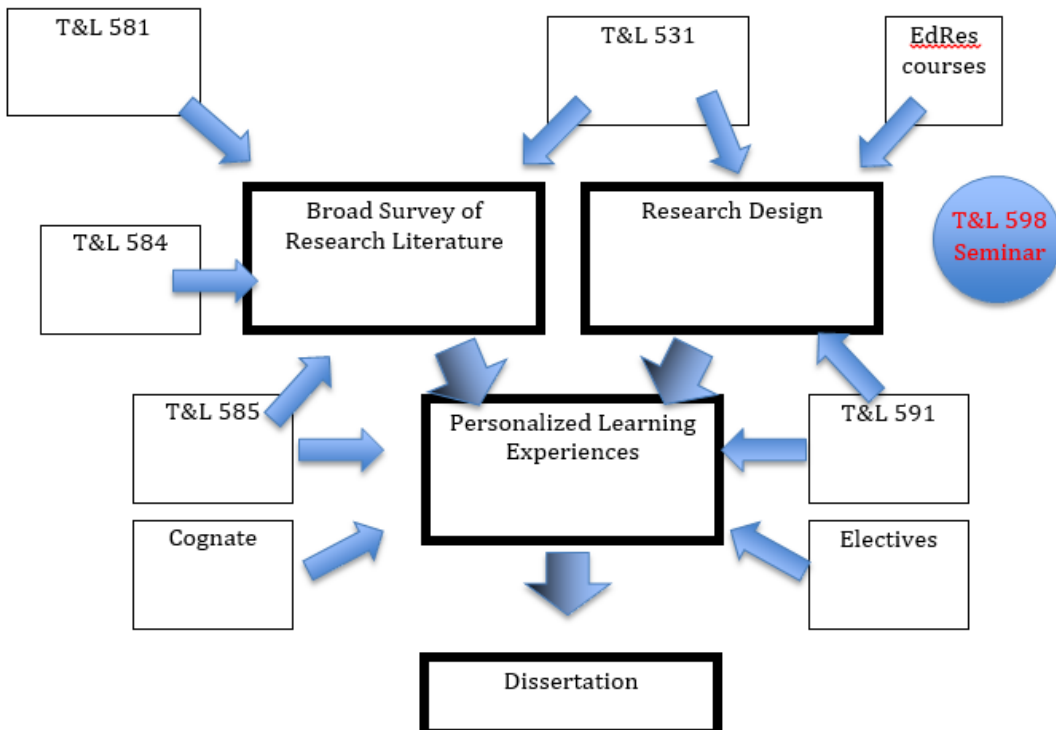 T&L 581
T&L 531
EdRes
courses
Broad Survey of
Research Literature
Research Design
T&L 598
Seminar
T&L 584
T&L 585
Personalized Learning
Experiences
T&L 591
Cognate
Electives
Dissertation